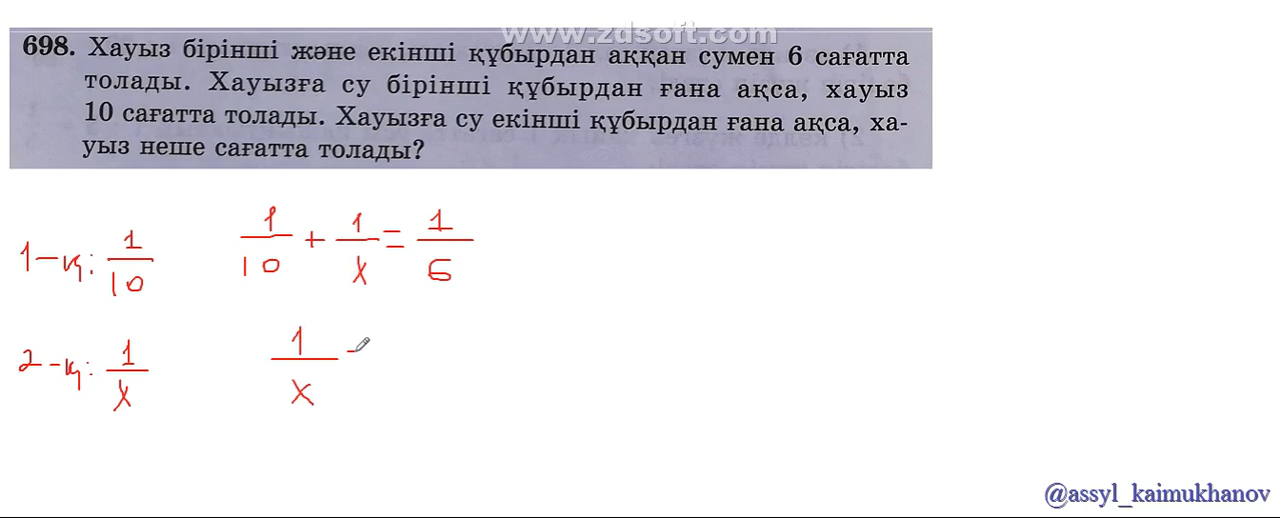 www.zdsoft.com
698. Хауыз бірінші және екінші құбырдан аққан сумен 6 сағатта
толады. Хауызға су бірінші құбырдан ғана ақса, хауыз
10 сағатта толады. Хауызға су екінші құбырдан ғана ақса, ха-
уыз неше сағатта толады?
1-қ: 1/10
1/10 + 1/x = 1/6
2-қ: 1/x
1/x -
@assyl_kaimukhanov